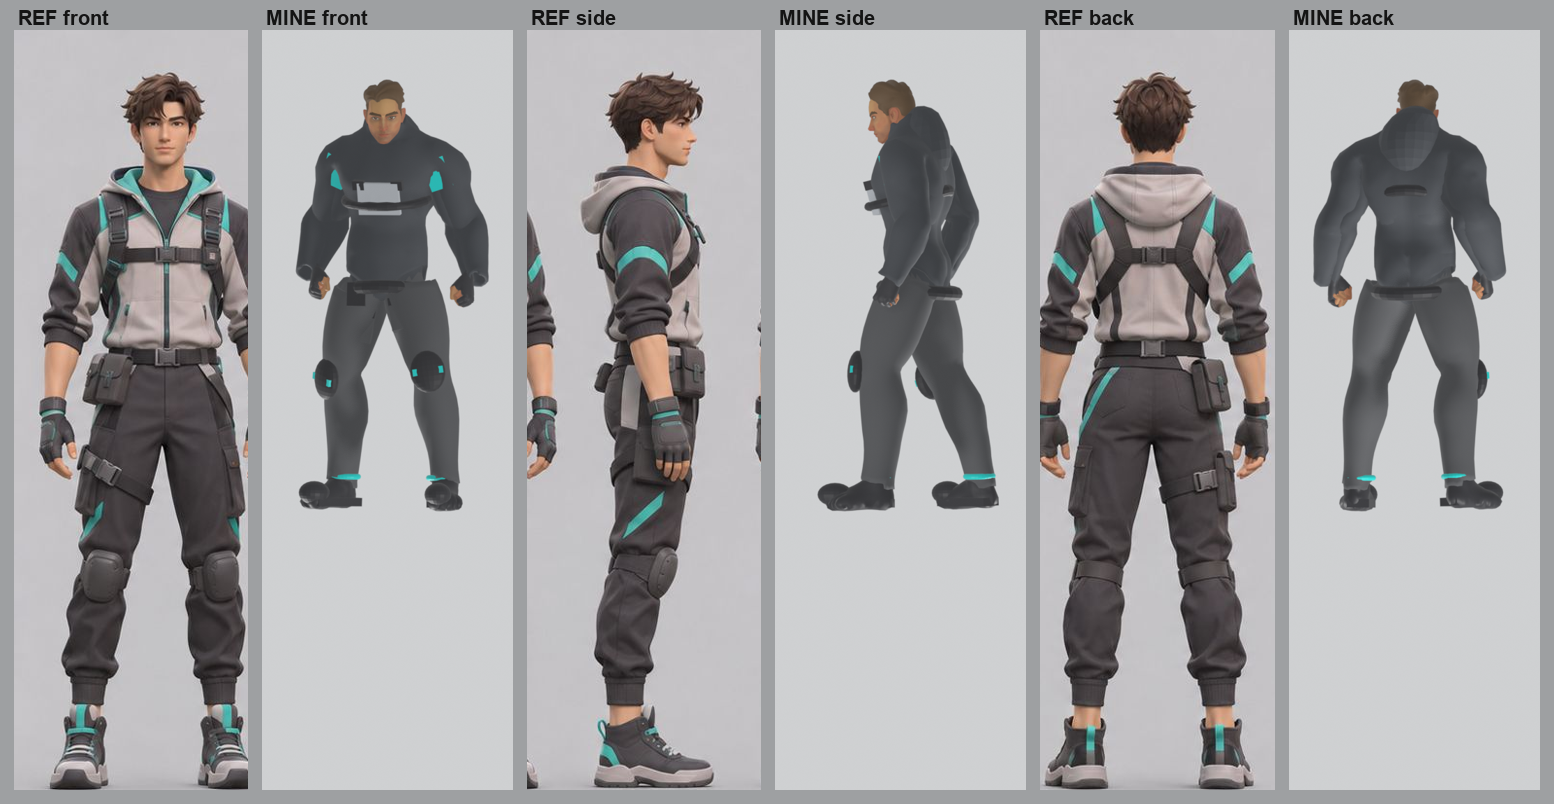 REF front
MINE front
REF side
MINE side
REF back
MINE back